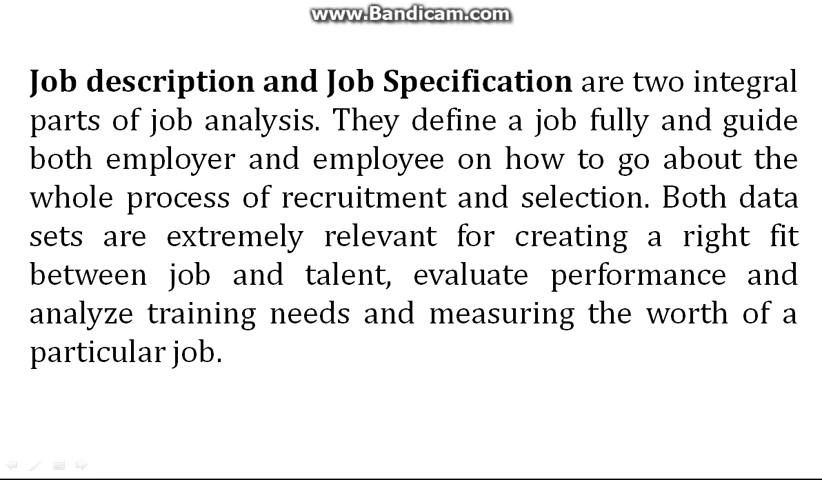 www.Bandicam.com
Job description and Job Specification are two integral
parts of job analysis. They define a job fully and guide
both employer and employee on how to go about the
whole process of recruitment and selection. Both data
sets are extremely relevant for creating a right fit
between job and talent, evaluate performance and
analyze training needs and measuring the worth of a
particular job.